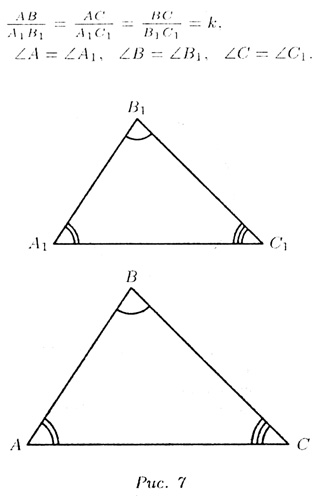 AB/A₁B₁ = AC/A₁C₁ = BC/B₁C₁ = k.
∠A = ∠A₁, ∠B = ∠B₁, ∠C = ∠C₁.
B₁
A₁ C₁
B
A C
Рис. 7